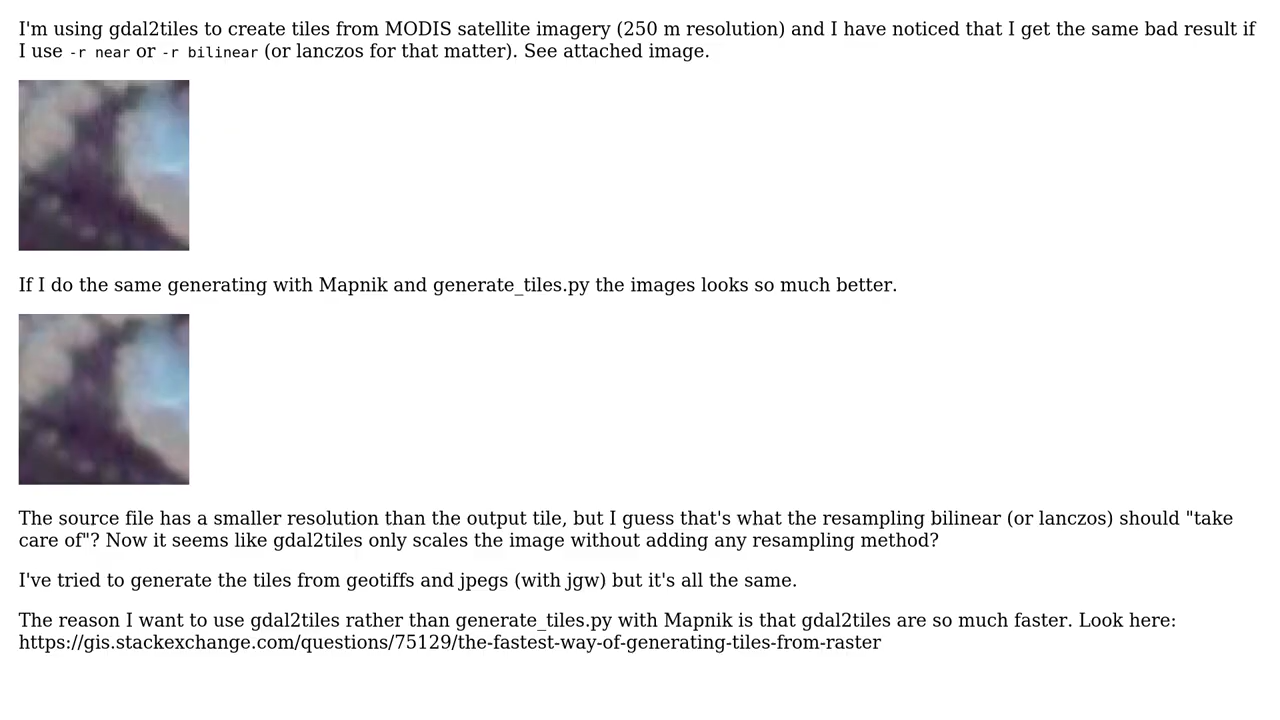 I'm using gdal2tiles to create tiles from MODIS satellite imagery (250 m resolution) and I have noticed that I get the same bad result if
I use -r near or -r bilinear (or lanczos for that matter). See attached image.
If I do the same generating with Mapnik and generate_tiles.py the images looks so much better.
The source file has a smaller resolution than the output tile, but I guess that's what the resampling bilinear (or lanczos) should "take
care of"? Now it seems like gdal2tiles only scales the image without adding any resampling method?
I've tried to generate the tiles from geotiffs and jpegs (with jgw) but it's all the same.
The reason I want to use gdal2tiles rather than generate_tiles.py with Mapnik is that gdal2tiles are so much faster. Look here:
https://gis.stackexchange.com/questions/75129/the-fastest-way-of-generating-tiles-from-raster